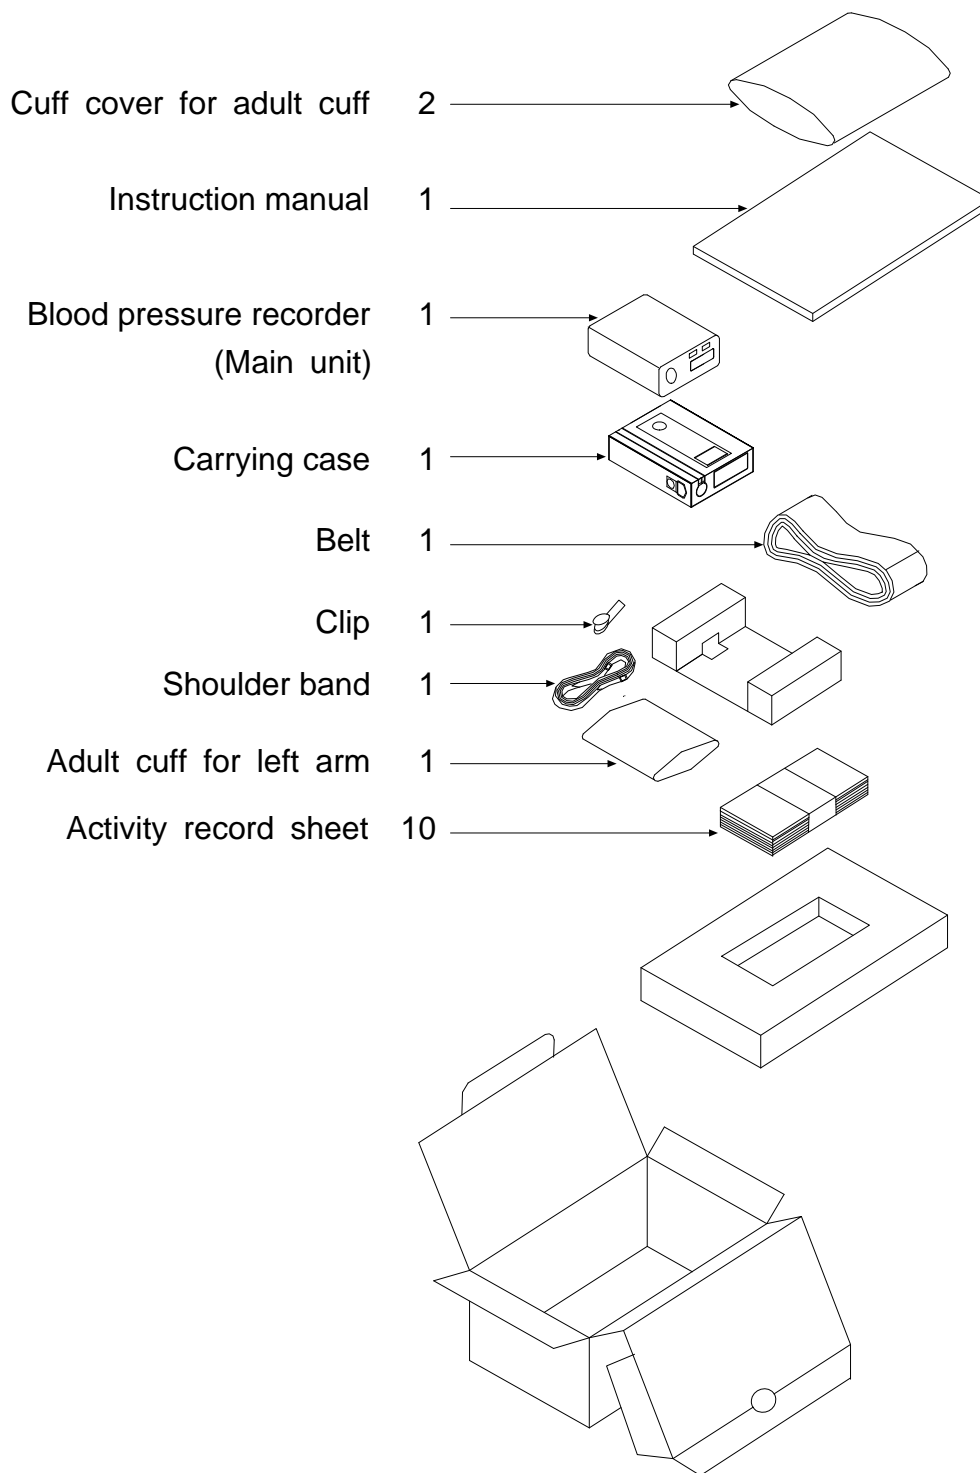 Cuff cover for adult cuff 2
Instruction manual 1
Blood pressure recorder 1
(Main unit)
Carrying case 1
Belt 1
Clip 1
Shoulder band 1
Adult cuff for left arm 1
Activity record sheet 10